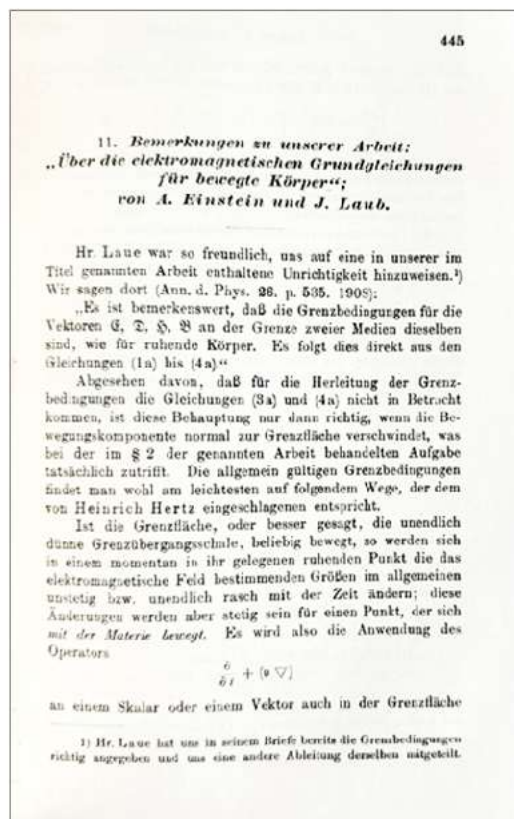 445
11. Bemerkungen zu unserer Arbeit:
„Über die elektromagnetischen Grundgleichungen
für bewegte Körper“;
von A. Einstein und J. Laub.
Hr. Laue war so freundlich, uns auf eine in unserer im
Titel genannten Arbeit enthaltene Unrichtigkeit hinzuweisen.¹)
Wir sagen dort (Ann. d. Phys. 26. p. 535. 1908):
„Es ist bemerkenswert, daß die Grenzbedingungen für die
Vektoren 𝔈, 𝔇, ℌ, 𝔅 an der Grenze zweier Medien dieselben
sind, wie für ruhende Körper. Es folgt dies direkt aus den
Gleichungen (1a) bis (4a).“
Abgesehen davon, daß für die Herleitung der Grenz-
bedingungen die Gleichungen (3a) und (4a) nicht in Betracht
kommen, ist diese Behauptung nur dann richtig, wenn die Be-
wegungskomponente normal zur Grenzfläche verschwindet, was
bei der im § 2 der genannten Arbeit behandelten Aufgabe
tatsächlich zutrifft. Die allgemein gültigen Grenzbedingungen
findet man wohl am leichtesten auf folgendem Wege, der dem
von Heinrich Hertz eingeschlagenen entspricht.
Ist die Grenzfläche, oder besser gesagt, die unendlich
dünne Grenzübergangsschale, beliebig bewegt, so werden sich
in einem momentan in ihr gelegenen ruhenden Punkt die das
elektromagnetische Feld bestimmenden Größen im allgemeinen
unstetig bzw. unendlich rasch mit der Zeit ändern; diese
Änderungen werden aber stetig sein für einen Punkt, der sich
mit der Materie bewegt. Es wird also die Anwendung des
Operators
∂/∂t + (𝔳 ∇)
an einem Skalar oder einem Vektor auch in der Grenzfläche
1) Hr. Laue hat uns in seinem Briefe bereits die Grenzbedingungen
richtig angegeben und uns eine andere Ableitung derselben mitgeteilt.